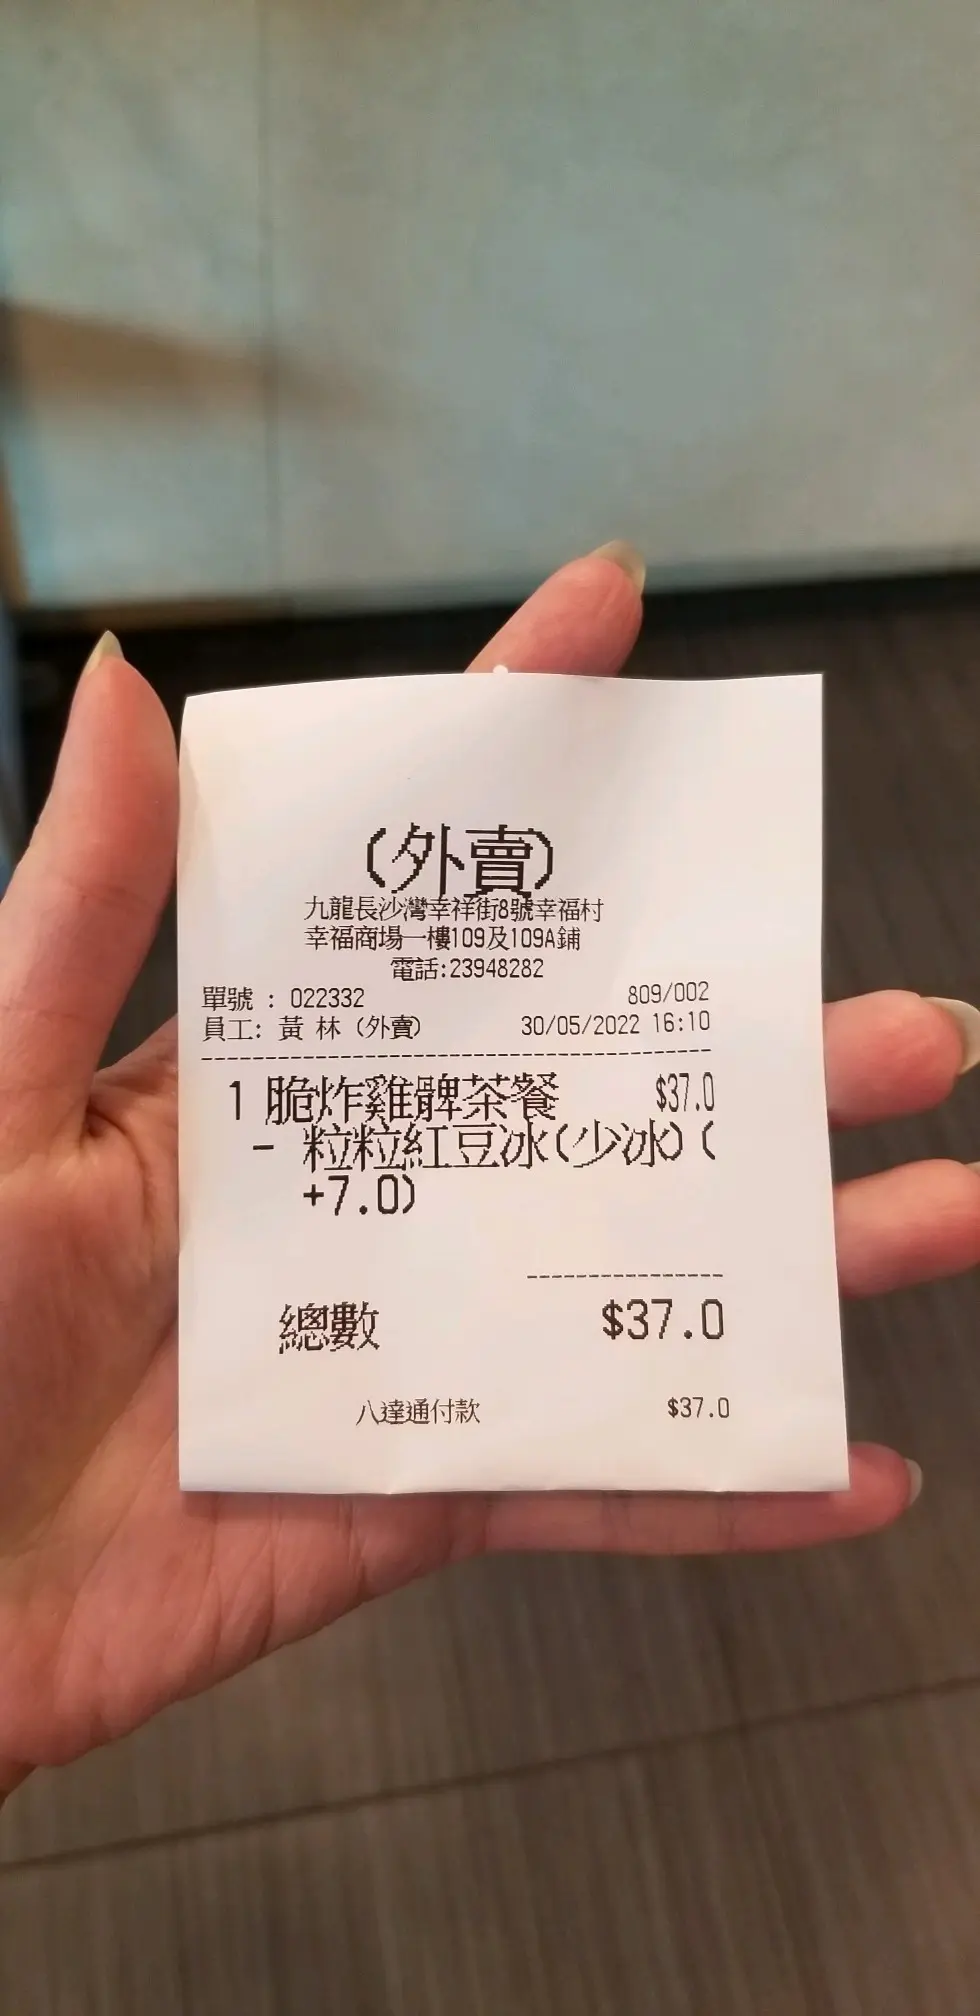 (外賣)
九龍長沙灣幸祥街8號幸福村
幸福商場一樓109及109A鋪
電話:23948282
單號 : 022332 809/002
員工: 黃 林 (外賣) 30/05/2022 16:10
1 脆炸雞髀茶餐 $37.0
- 粒粒紅豆冰(少冰) (
+7.0)
總數 $37.0
八達通付款 $37.0